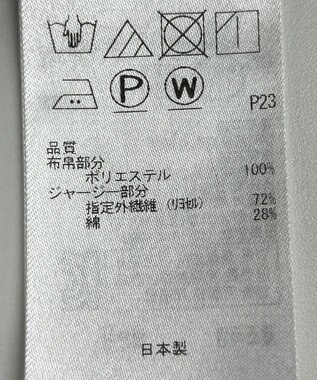 P W
P23
品質
布帛部分
ポリエステル 100%
ジャージー部分
指定外繊維（リヨセル） 72%
綿 28%
日本製